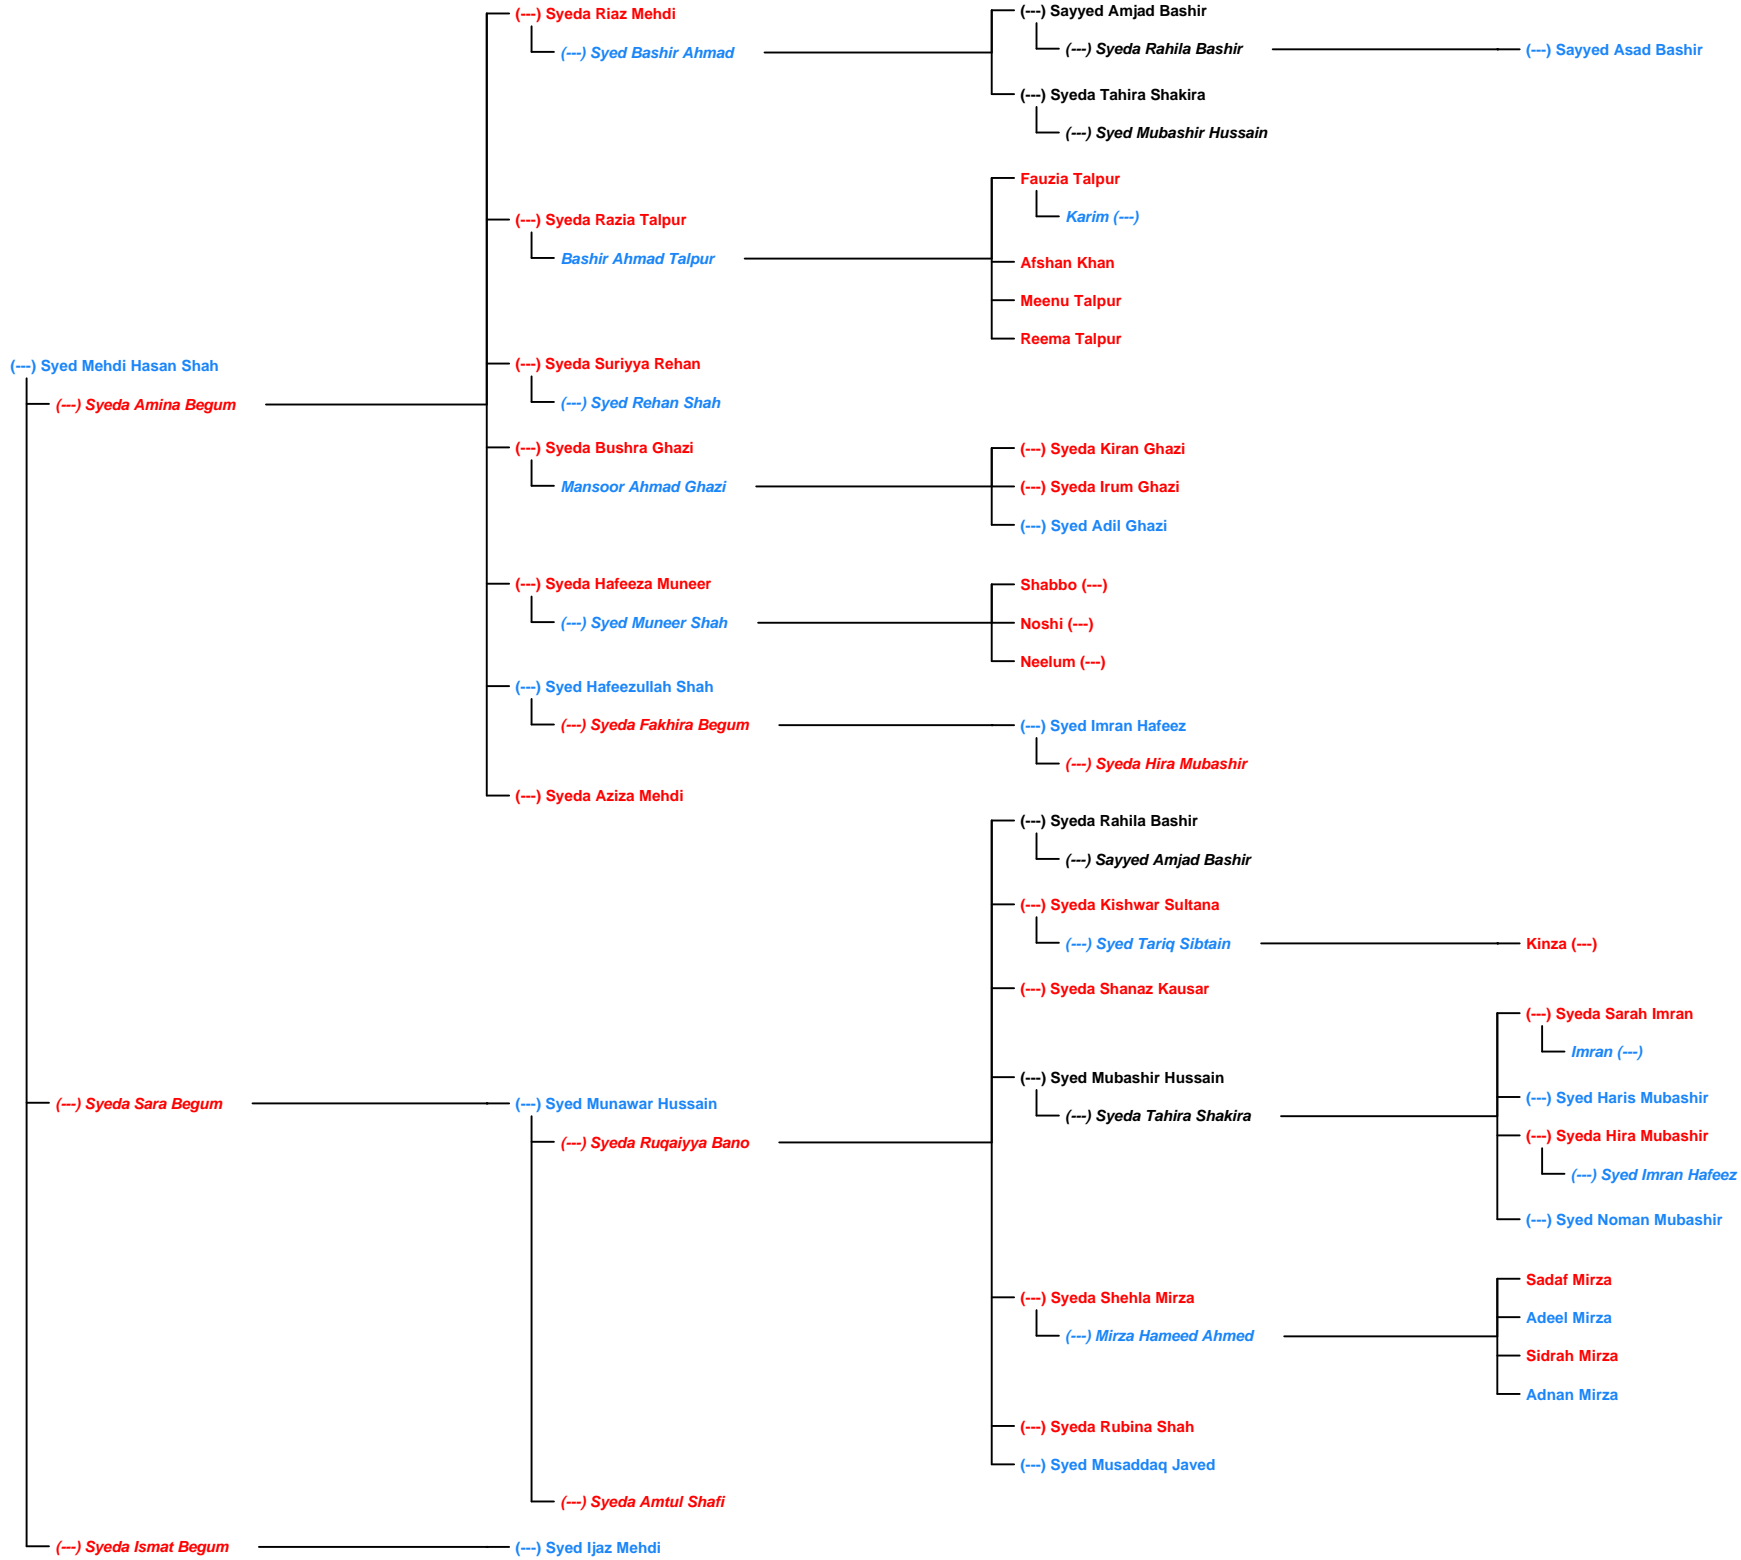 (---) Syed Mehdi Hasan Shah
(---) Syeda Amina Begum
(---) Syeda Riaz Mehdi
(---) Syed Bashir Ahmad
(---) Sayyed Amjad Bashir
(---) Syeda Rahila Bashir
(---) Sayyed Asad Bashir
(---) Syeda Tahira Shakira
(---) Syed Mubashir Hussain
(---) Syeda Razia Talpur
Bashir Ahmad Talpur
Fauzia Talpur
Karim (---)
Afshan Khan
Meenu Talpur
Reema Talpur
(---) Syeda Suriyya Rehan
(---) Syed Rehan Shah
(---) Syeda Bushra Ghazi
Mansoor Ahmad Ghazi
(---) Syeda Kiran Ghazi
(---) Syeda Irum Ghazi
(---) Syed Adil Ghazi
(---) Syeda Hafeeza Muneer
(---) Syed Muneer Shah
Shabbo (---)
Noshi (---)
Neelum (---)
(---) Syed Hafeezullah Shah
(---) Syeda Fakhira Begum
(---) Syed Imran Hafeez
(---) Syeda Hira Mubashir
(---) Syeda Aziza Mehdi
(---) Syeda Sara Begum
(---) Syed Munawar Hussain
(---) Syeda Ruqaiyya Bano
(---) Syeda Rahila Bashir
(---) Sayyed Amjad Bashir
(---) Syeda Kishwar Sultana
(---) Syed Tariq Sibtain
Kinza (---)
(---) Syeda Shanaz Kausar
(---) Syed Mubashir Hussain
(---) Syeda Tahira Shakira
(---) Syeda Sarah Imran
Imran (---)
(---) Syed Haris Mubashir
(---) Syeda Hira Mubashir
(---) Syed Imran Hafeez
(---) Syed Noman Mubashir
(---) Syeda Shehla Mirza
(---) Mirza Hameed Ahmed
Sadaf Mirza
Adeel Mirza
Sidrah Mirza
Adnan Mirza
(---) Syeda Rubina Shah
(---) Syed Musaddaq Javed
(---) Syeda Amtul Shafi
(---) Syeda Ismat Begum
(---) Syed Ijaz Mehdi